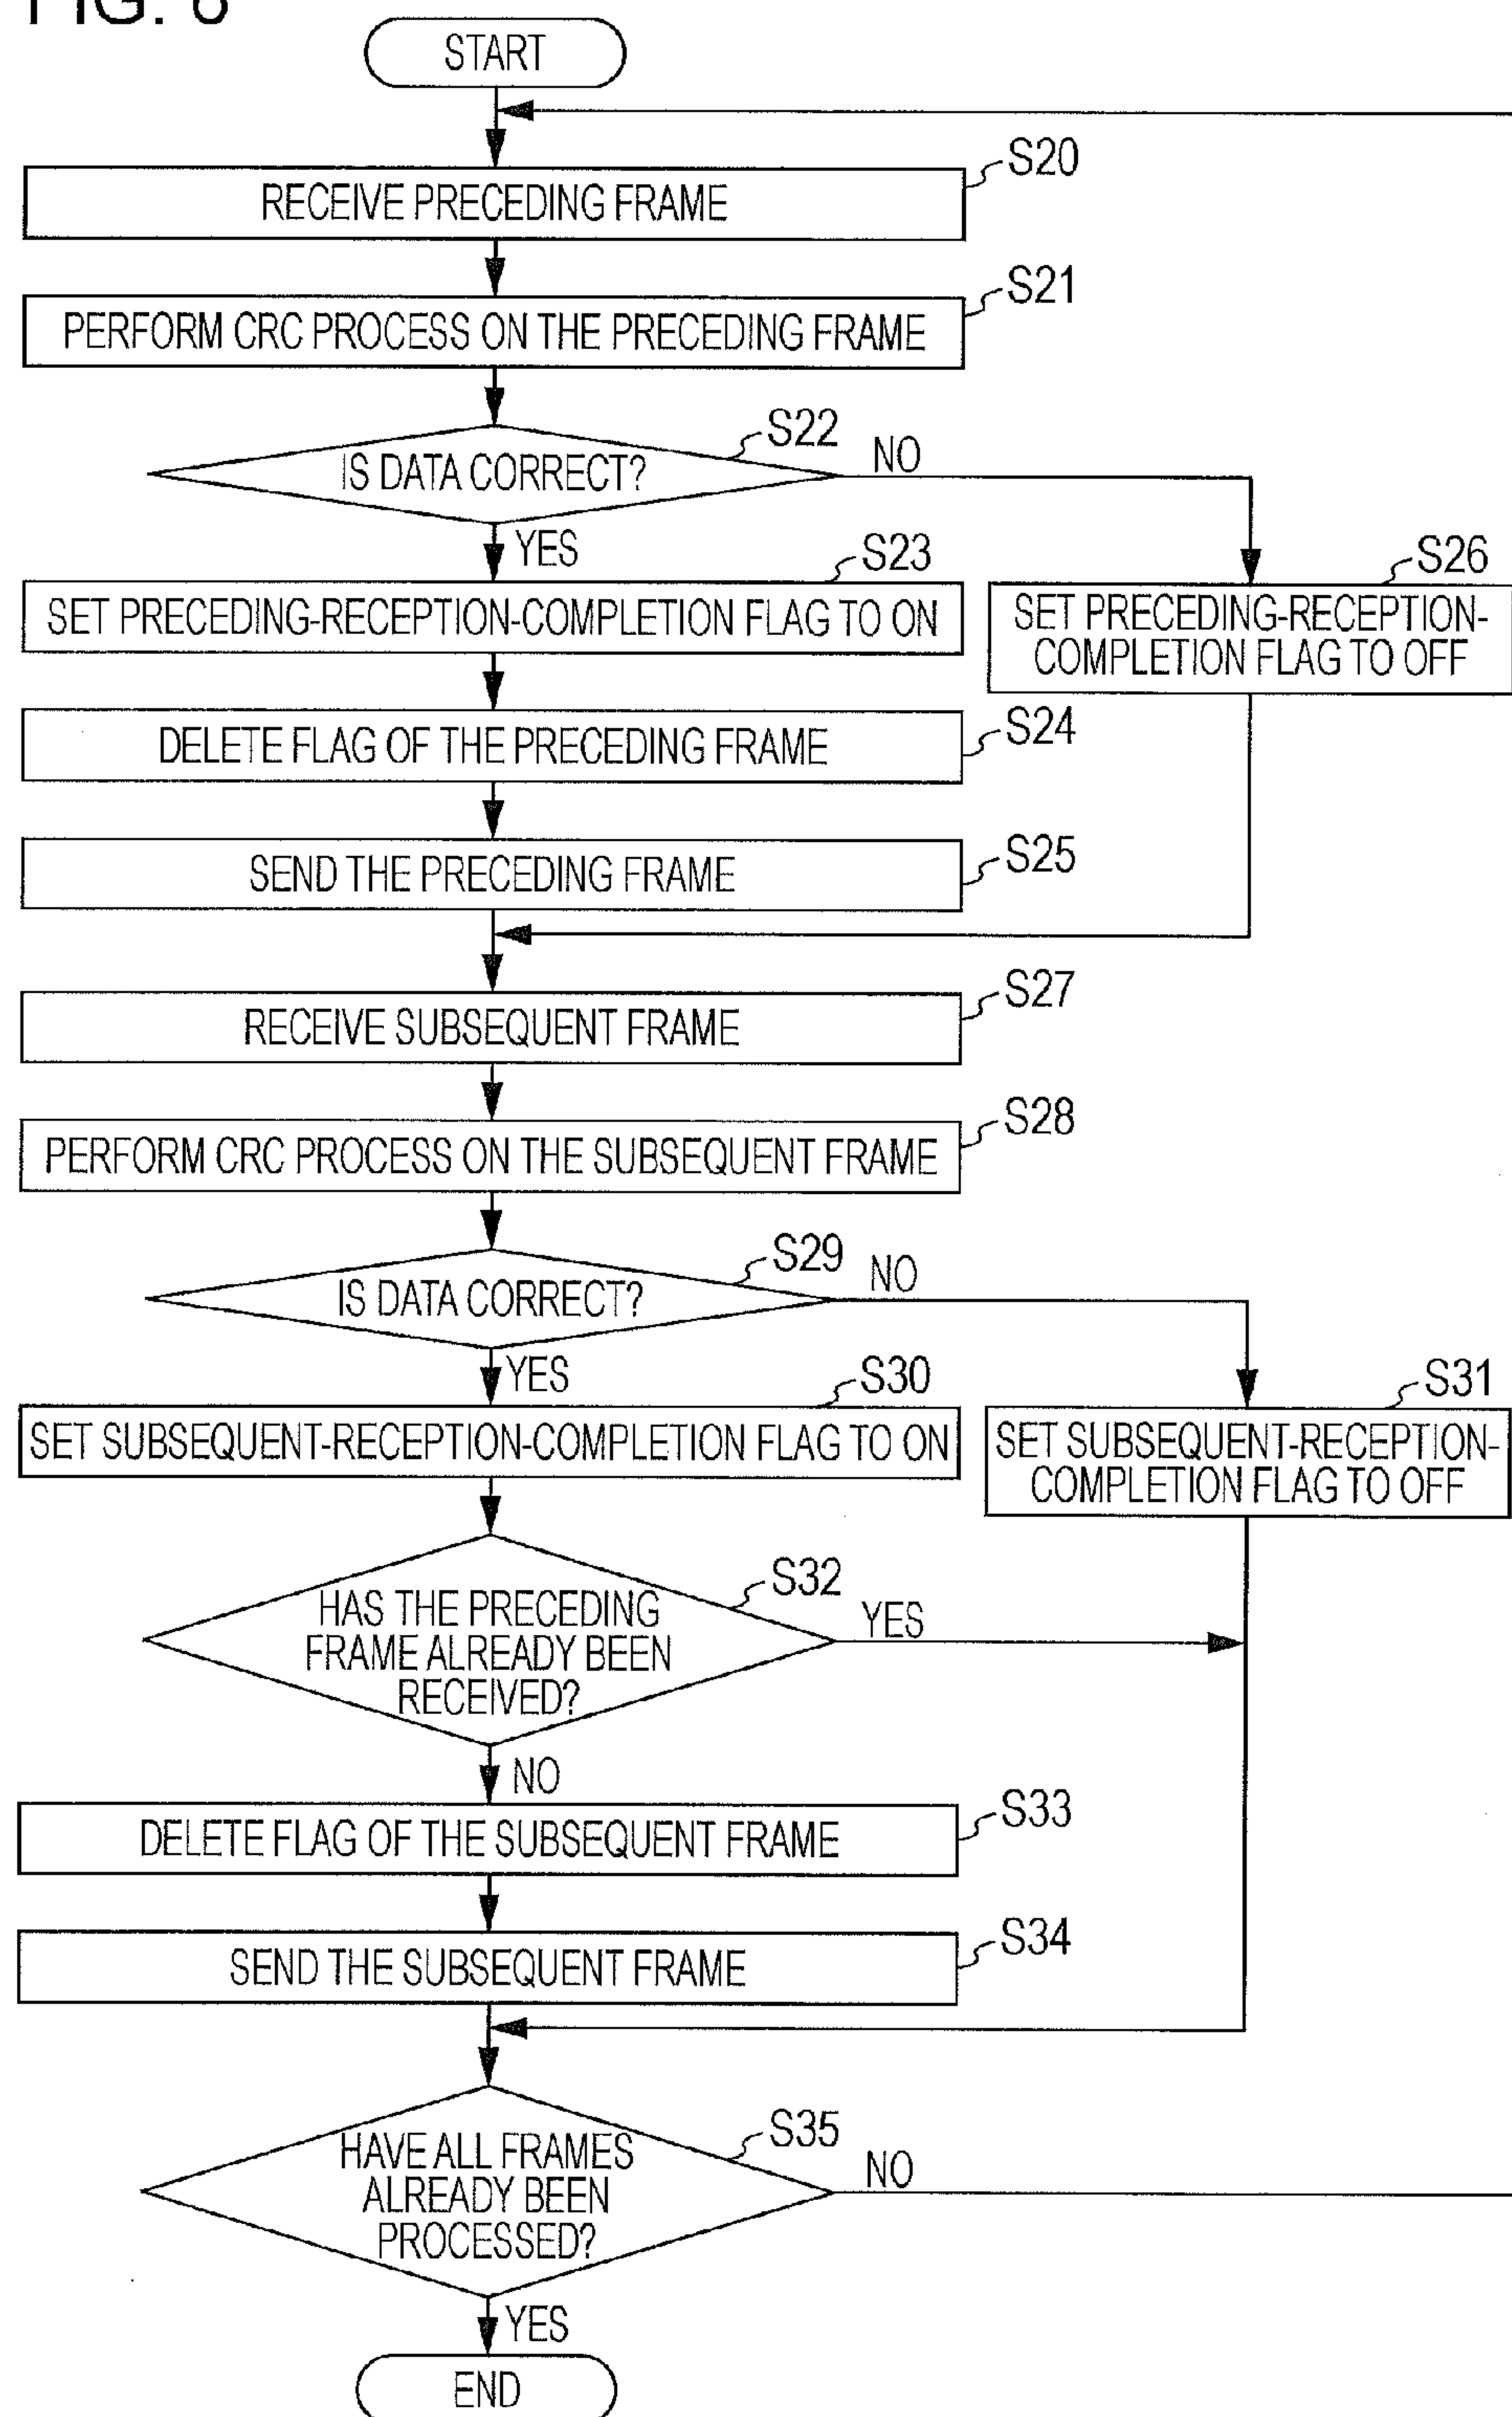 FIG. 6
START
S20
RECEIVE PRECEDING FRAME
S21
PERFORM CRC PROCESS ON THE PRECEDING FRAME
S22
IS DATA CORRECT?
NO
YES
S23
SET PRECEDING-RECEPTION-COMPLETION FLAG TO ON
S26
SET PRECEDING-RECEPTION-
COMPLETION FLAG TO OFF
S24
DELETE FLAG OF THE PRECEDING FRAME
S25
SEND THE PRECEDING FRAME
S27
RECEIVE SUBSEQUENT FRAME
S28
PERFORM CRC PROCESS ON THE SUBSEQUENT FRAME
S29
IS DATA CORRECT?
NO
YES
S30
SET SUBSEQUENT-RECEPTION-COMPLETION FLAG TO ON
S31
SET SUBSEQUENT-RECEPTION-
COMPLETION FLAG TO OFF
S32
HAS THE PRECEDING
FRAME ALREADY BEEN
RECEIVED?
YES
NO
S33
DELETE FLAG OF THE SUBSEQUENT FRAME
S34
SEND THE SUBSEQUENT FRAME
S35
HAVE ALL FRAMES
ALREADY BEEN
PROCESSED?
NO
YES
END